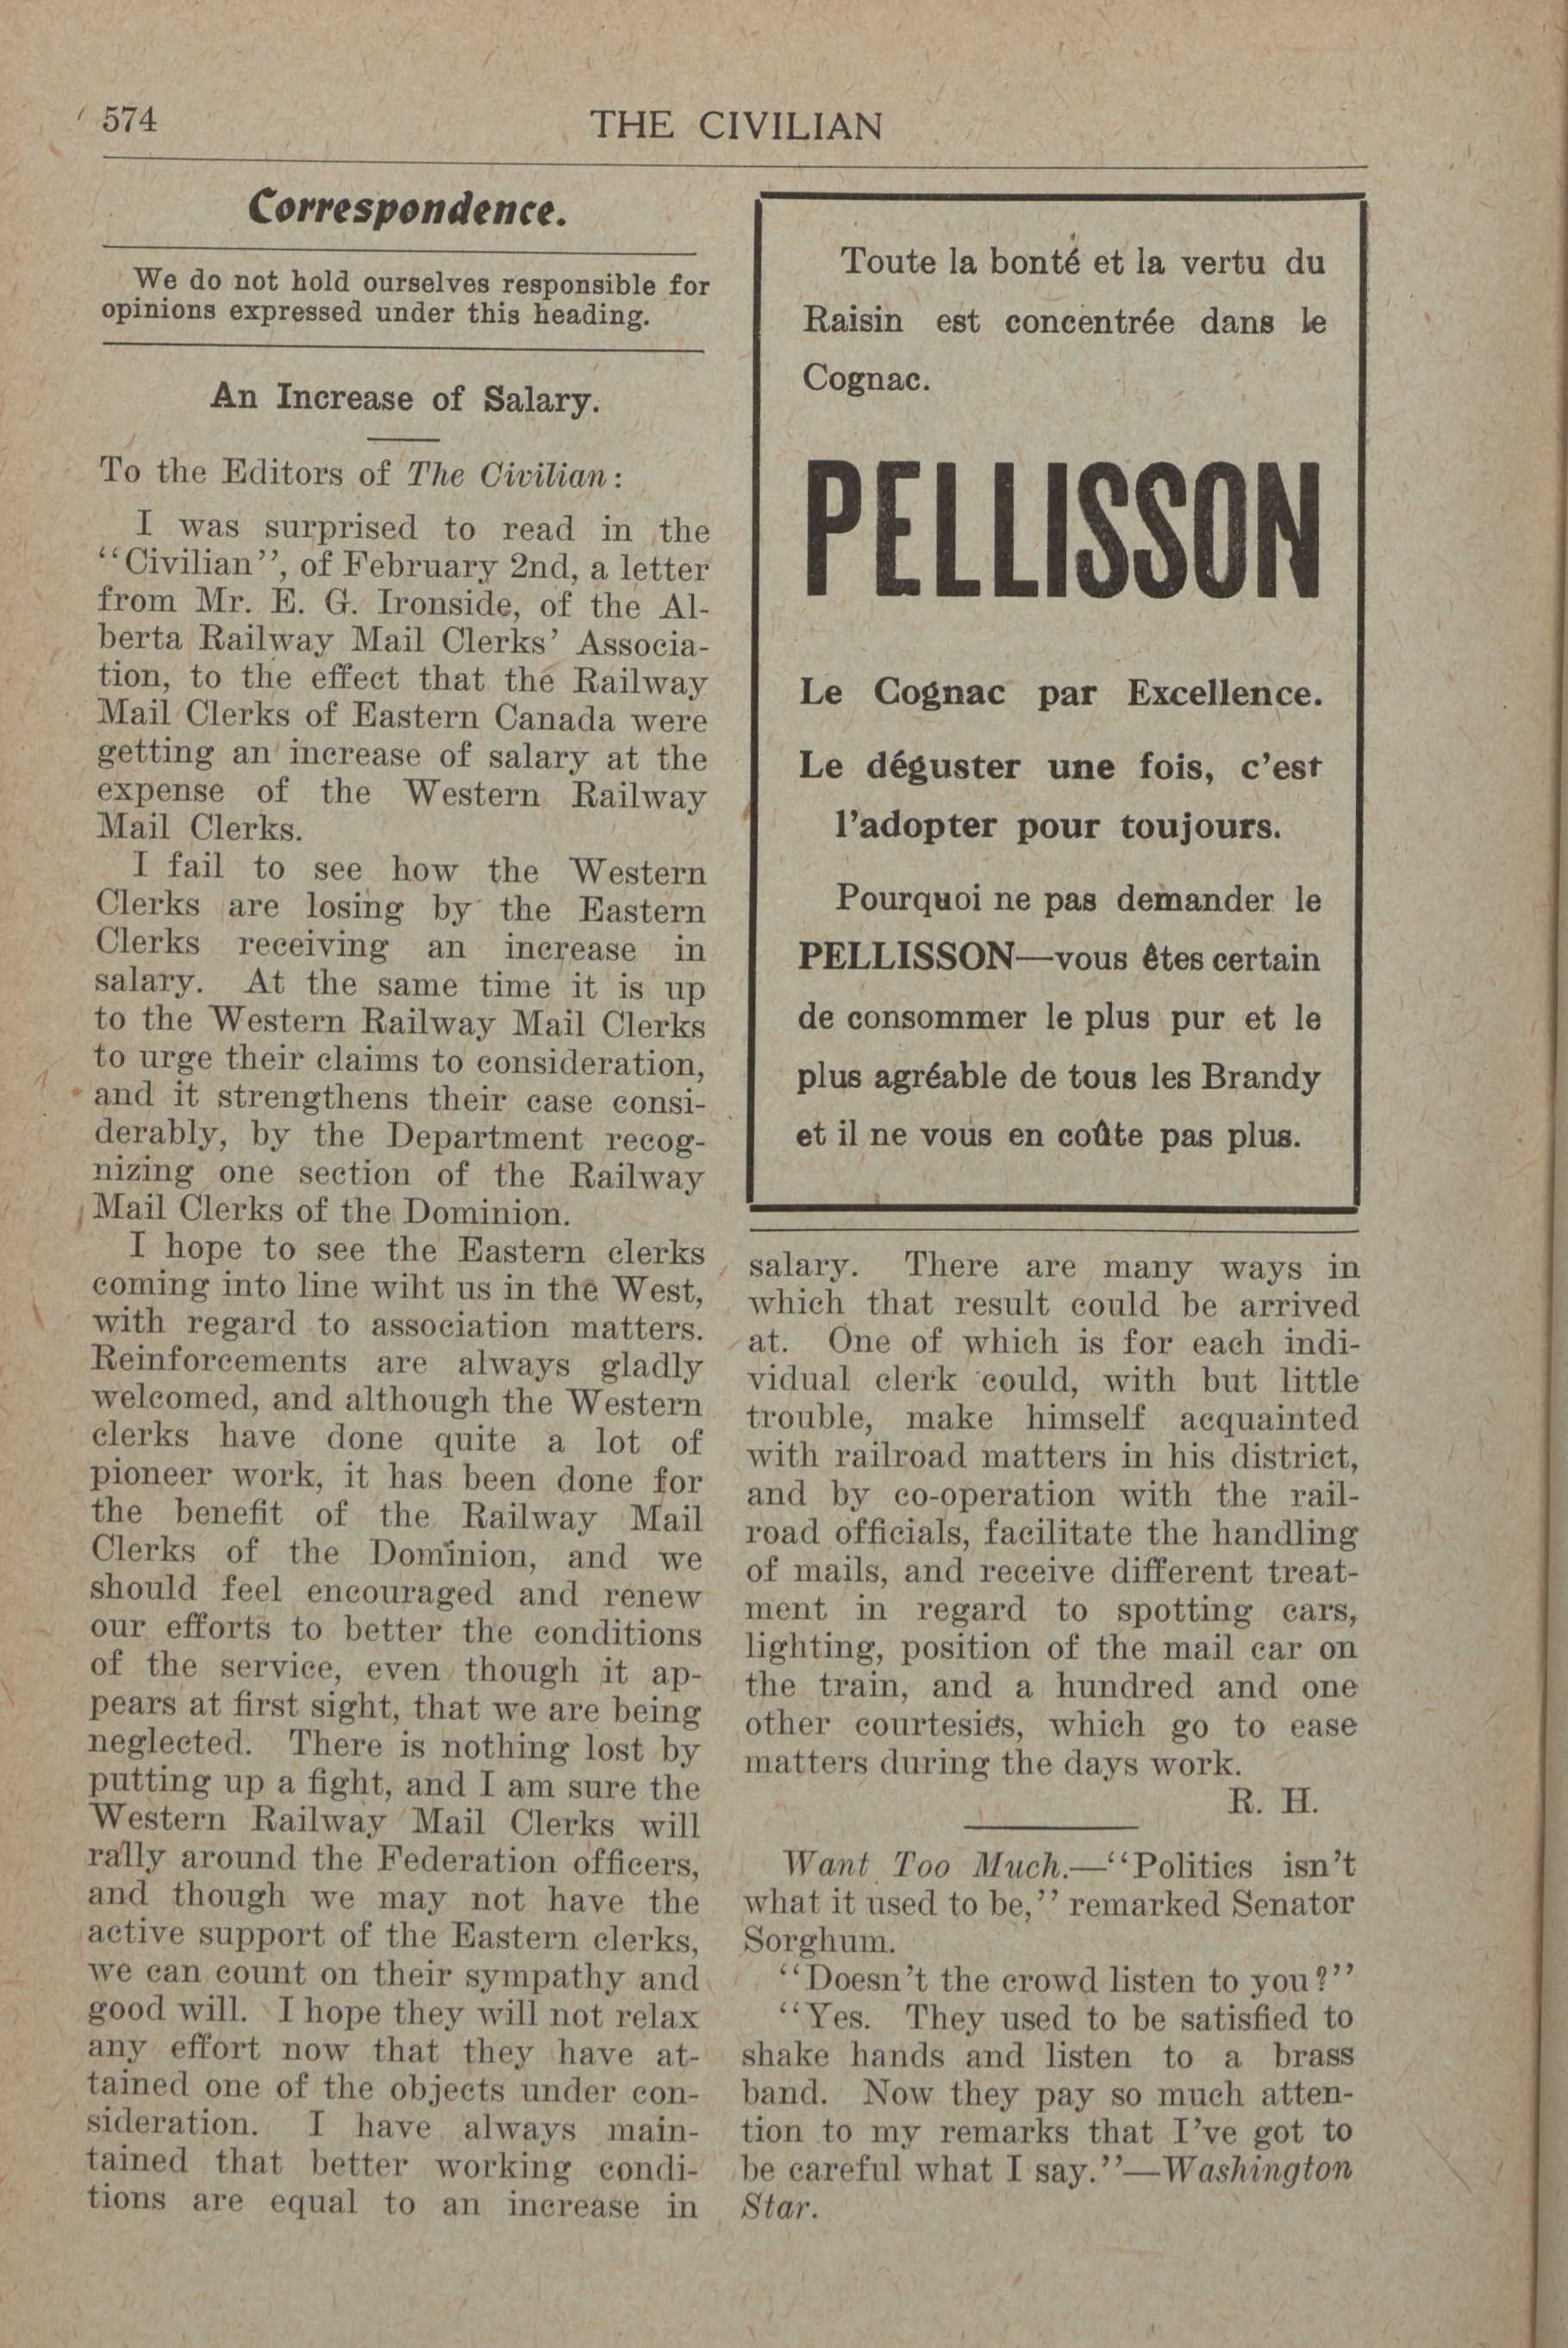 574
THE CIVILIAN
Correspondence.
We do not hold ourselves responsible for
opinions expressed under this heading.
An Increase of Salary.
To the Editors of The Civilian:
I was surprised to read in the
"Civilian", of February 2nd, a letter
from Mr. E. G. Ironside, of the Al-
berta Railway Mail Clerks' Associa-
tion, to the effect that the Railway
Mail Clerks of Eastern Canada were
getting an increase of salary at the
expense of the Western Railway
Mail Clerks.
I fail to see how the Western
Clerks are losing by the Eastern
Clerks receiving an increase in
salary. At the same time it is up
to the Western Railway Mail Clerks
to urge their claims to consideration,
and it strengthens their case consi-
derably, by the Department recog-
nizing one section of the Railway
Mail Clerks of the Dominion.
I hope to see the Eastern clerks
coming into line wiht us in the West,
with regard to association matters.
Reinforcements are always gladly
welcomed, and although the Western
clerks have done quite a lot of
pioneer work, it has been done for
the benefit of the Railway Mail
Clerks of the Dominion, and we
should feel encouraged and renew
our efforts to better the conditions
of the service, even though it ap-
pears at first sight, that we are being
neglected. There is nothing lost by
putting up a fight, and I am sure the
Western Railway Mail Clerks will
rally around the Federation officers,
and though we may not have the
active support of the Eastern clerks,
we can count on their sympathy and
good will. I hope they will not relax
any effort now that they have at-
tained one of the objects under con-
sideration. I have always main-
tained that better working condi-
tions are equal to an increase in
Toute la bonté et la vertu du
Raisin est concentrée dans le
Cognac.
PELLISSON
Le Cognac par Excellence.
Le déguster une fois, c'est
l'adopter pour toujours.
Pourquoi ne pas demander le
PELLISSON—vous êtes certain
de consommer le plus pur et le
plus agréable de tous les Brandy
et il ne vous en coûte pas plus.
salary. There are many ways in
which that result could be arrived
at. One of which is for each indi-
vidual clerk could, with but little
trouble, make himself acquainted
with railroad matters in his district,
and by co-operation with the rail-
road officials, facilitate the handling
of mails, and receive different treat-
ment in regard to spotting cars,
lighting, position of the mail car on
the train, and a hundred and one
other courtesies, which go to ease
matters during the days work.
R. H.
Want Too Much.—"Politics isn't
what it used to be," remarked Senator
Sorghum.
"Doesn't the crowd listen to you?"
"Yes. They used to be satisfied to
shake hands and listen to a brass
band. Now they pay so much atten-
tion to my remarks that I've got to
be careful what I say."—Washington
Star.